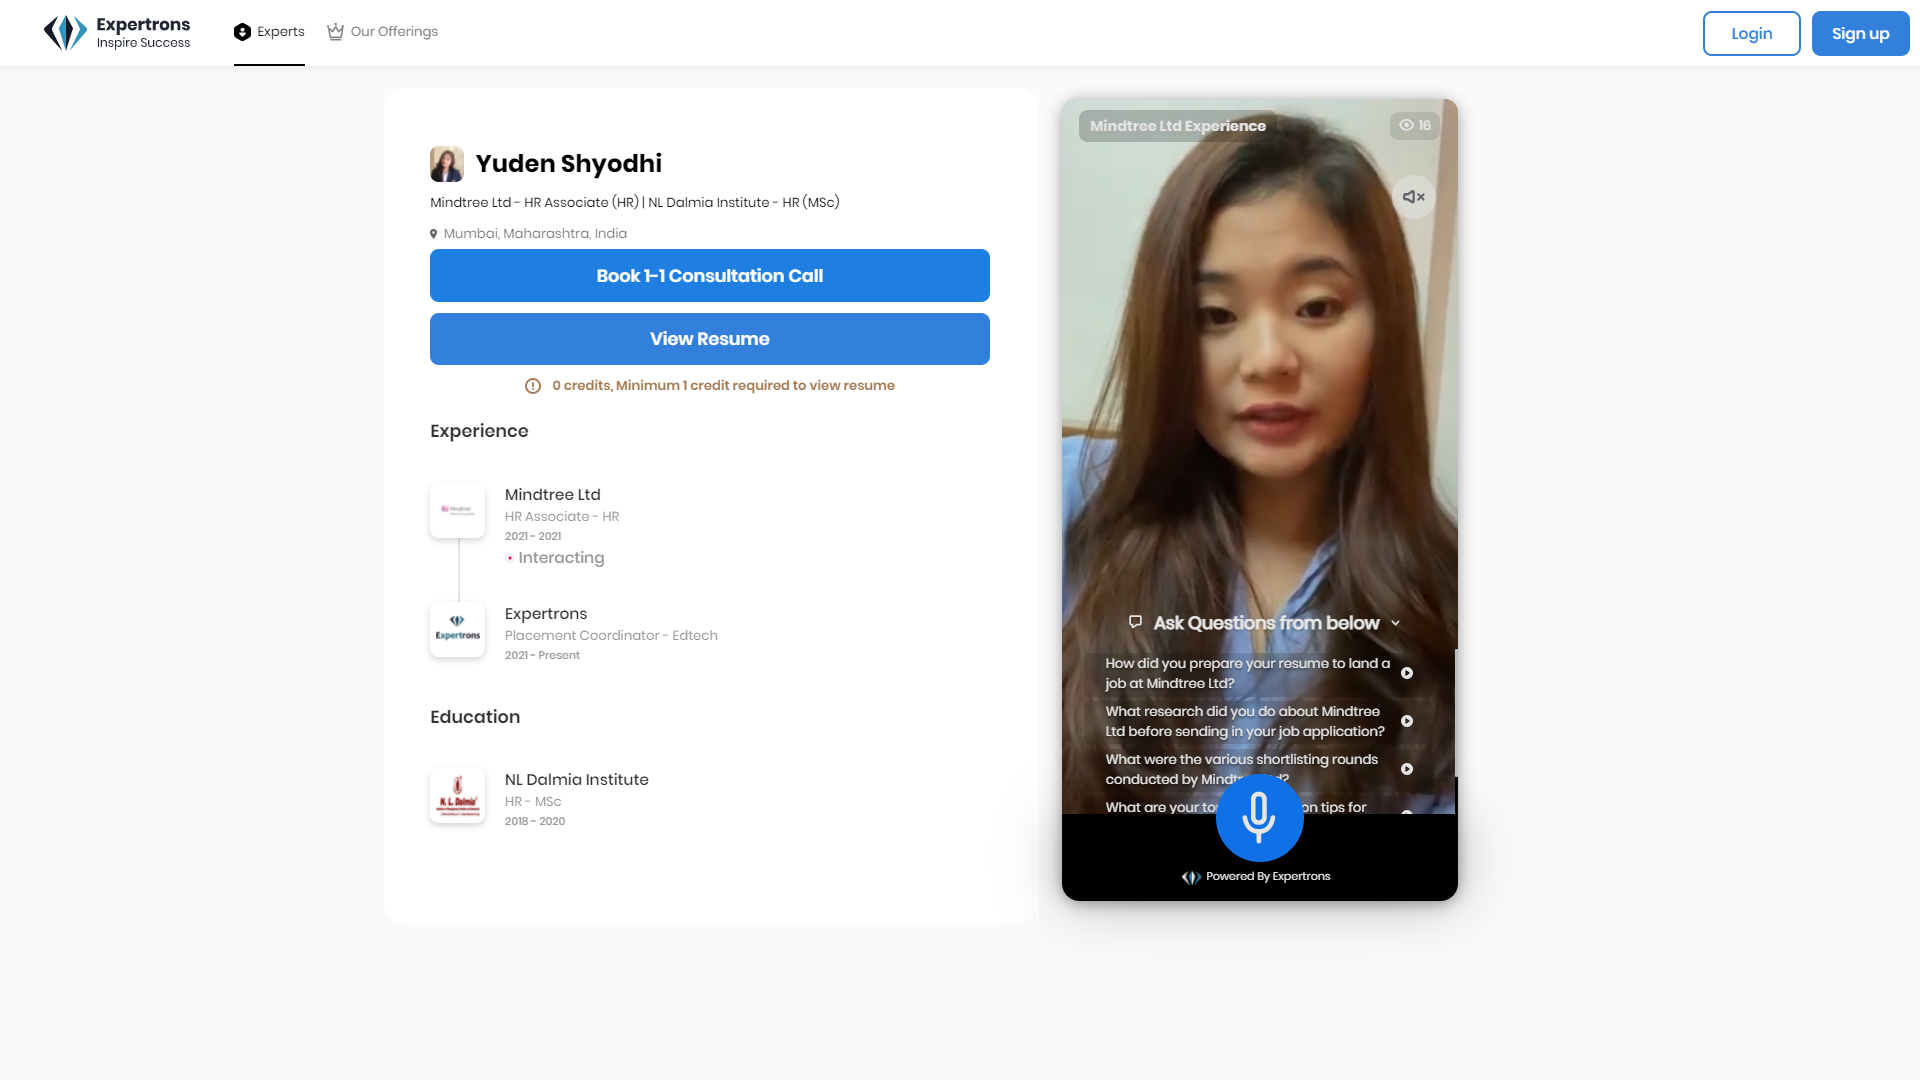 Expertrons
Inspire Success
Experts
Our Offerings
Login
Sign up
Yuden Shyodhi
Mindtree Ltd - HR Associate (HR) | NL Dalmia Institute - HR (MSc)
Mumbai, Maharashtra, India
Book 1-1 Consultation Call
View Resume
0 credits, Minimum 1 credit required to view resume
Experience
Mindtree
Mindtree Ltd
HR Associate - HR
2021 - 2021
Interacting
Expertrons
Expertrons
Placement Coordinator - Edtech
2021 - Present
Education
N. L. Dalmia
NL Dalmia Institute
HR - MSc
2018 - 2020
Mindtree Ltd Experience
16
Ask Questions from below
How did you prepare your resume to land a
job at Mindtree Ltd?
What research did you do about Mindtree
Ltd before sending in your job application?
What were the various shortlisting rounds
conducted by
What are your
tips for
Powered By Expertrons